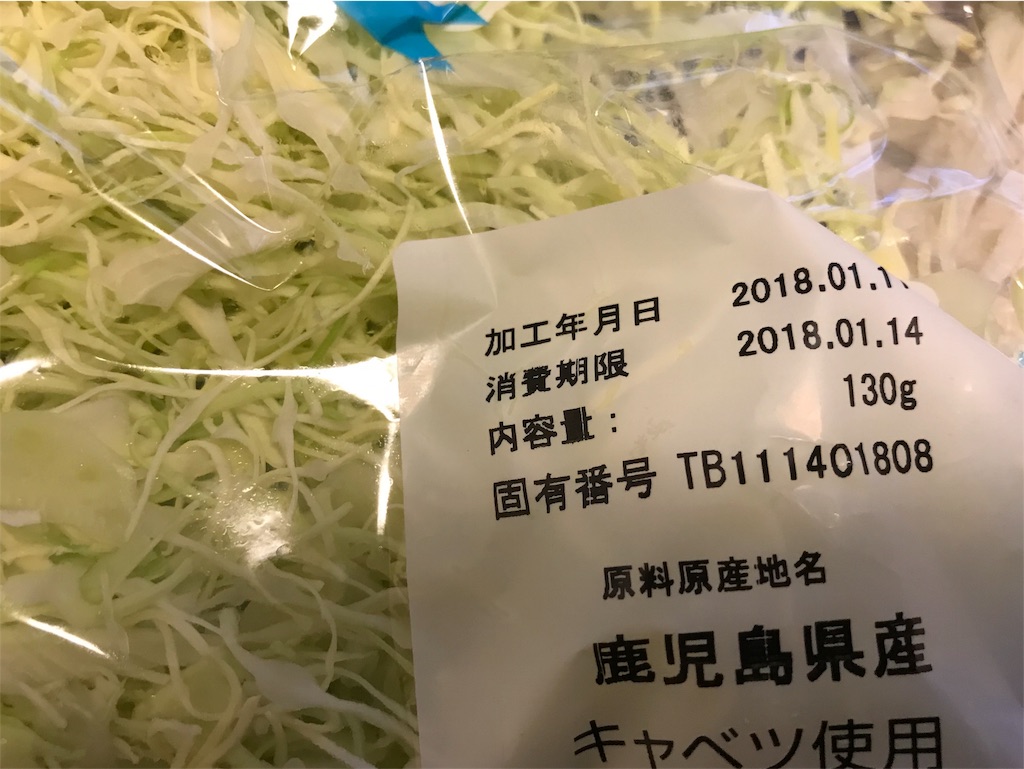 加工年月日 2018.01.11
消費期限 2018.01.14
内容量： 130g
固有番号 TB111401808
原料原産地名
鹿児島県産
キャベツ使用